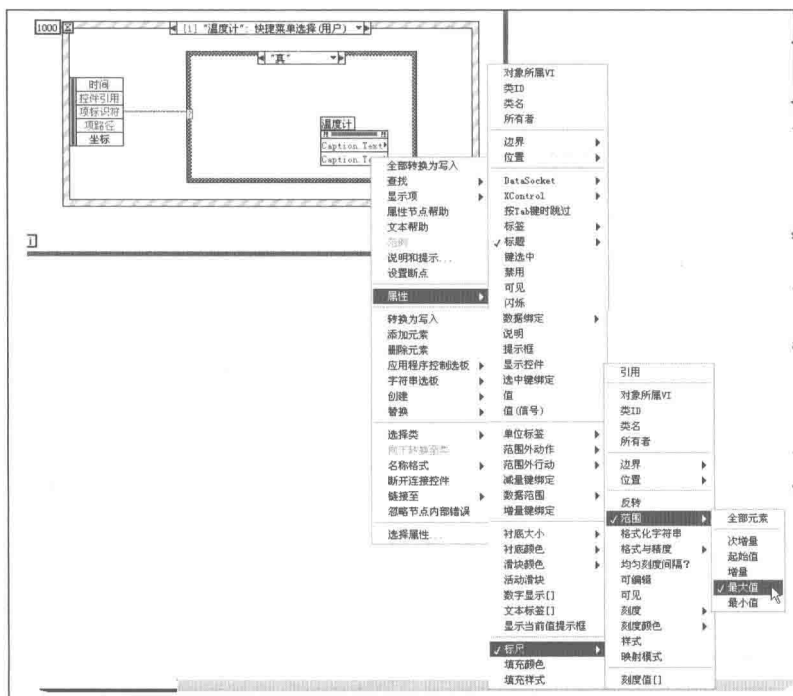 1000
[1] "温度计": 快捷菜单选择(用户)
"真"
时间
控件引用
项标识符
项路径
坐标
温度计
Caption.Text
Caption.Te
i
全部转换为写入
查找
显示项
属性节点帮助
文本帮助
范例
说明和提示...
设置断点
属性
转换为写入
添加元素
删除元素
应用程序控制选板
字符串选板
创建
替换
选择类
向下转换至类
名称格式
断开连接控件
链接至
忽略节点内部错误
选择属性...
对象所属VI
类ID
类名
所有者
边界
位置
DataSocket
XControl
按Tab键时跳过
标签
标题
键选中
禁用
可见
闪烁
数据绑定
说明
提示框
显示控件
选中键绑定
值
值(信号)
单位标签
范围外动作
范围外行动
减量键绑定
数据范围
增量键绑定
衬底大小
衬底颜色
滑块颜色
活动滑块
数字显示[]
文本标签[]
显示当前值提示框
标尺
填充颜色
填充样式
引用
对象所属VI
类ID
类名
所有者
边界
位置
反转
范围
格式化字符串
格式与精度
均匀刻度间隔?
可编辑
可见
刻度
刻度颜色
样式
映射模式
刻度值[]
全部元素
次增量
起始值
增量
最大值
最小值